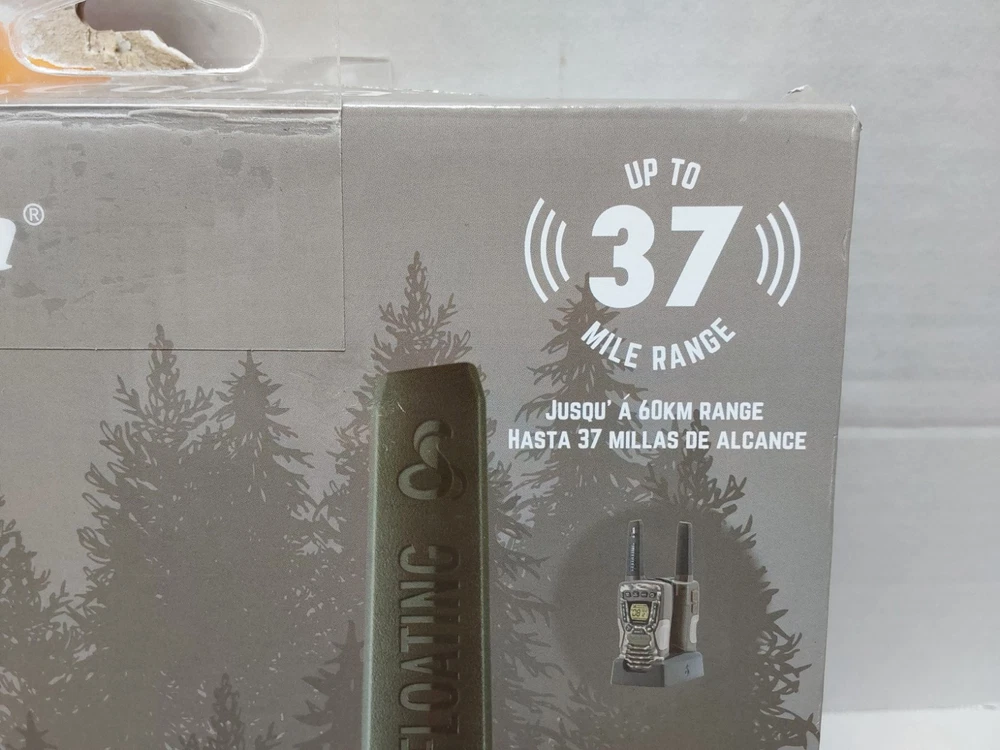 ®
UP TO
37
MILE RANGE
JUSQU' Á 60KM RANGE
HASTA 37 MILLAS DE ALCANCE
FLOATING